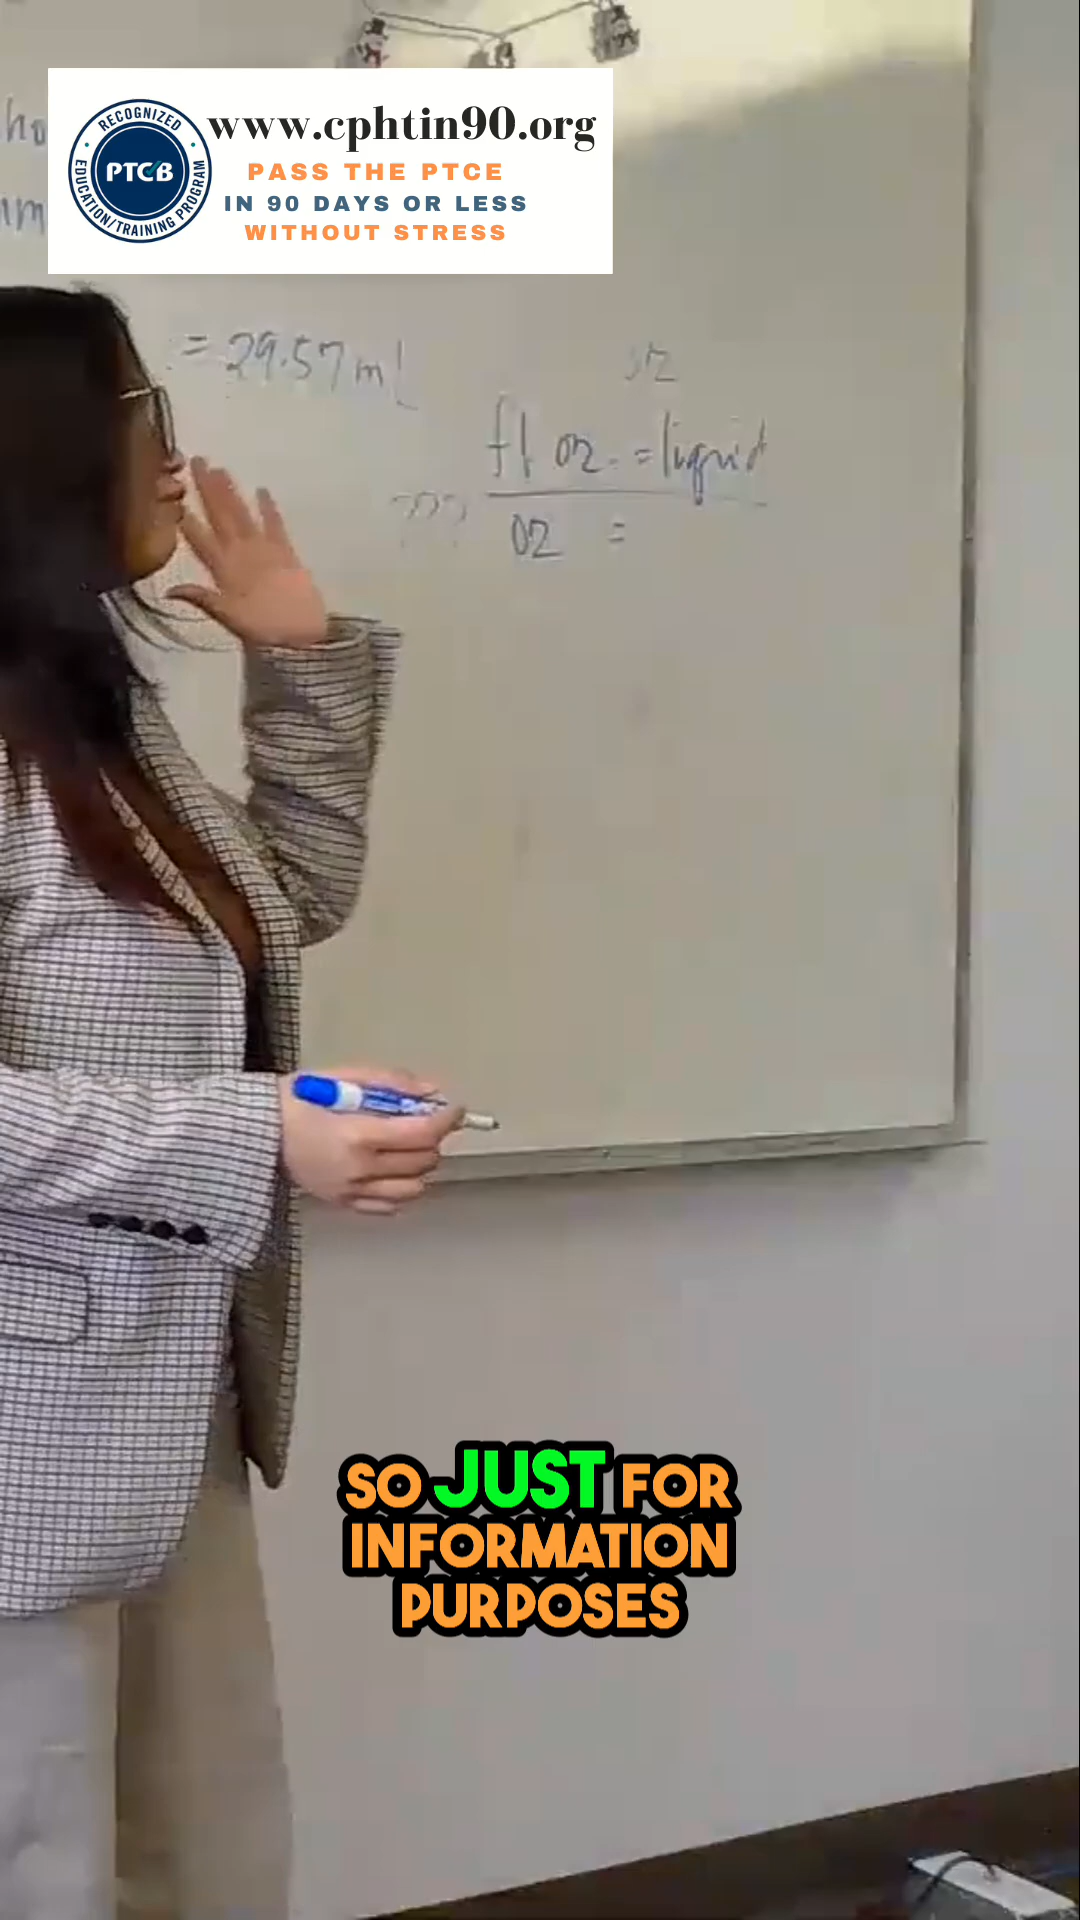 www.cphtin90.org
RECOGNIZED
PTCB
EDUCATION/TRAINING PROGRAM
PASS THE PTCE
IN 90 DAYS OR LESS
WITHOUT STRESS
= 29.57 mL
oz
fl oz. = liquid
??? oz =
SO JUST FOR
INFORMATION
PURPOSES